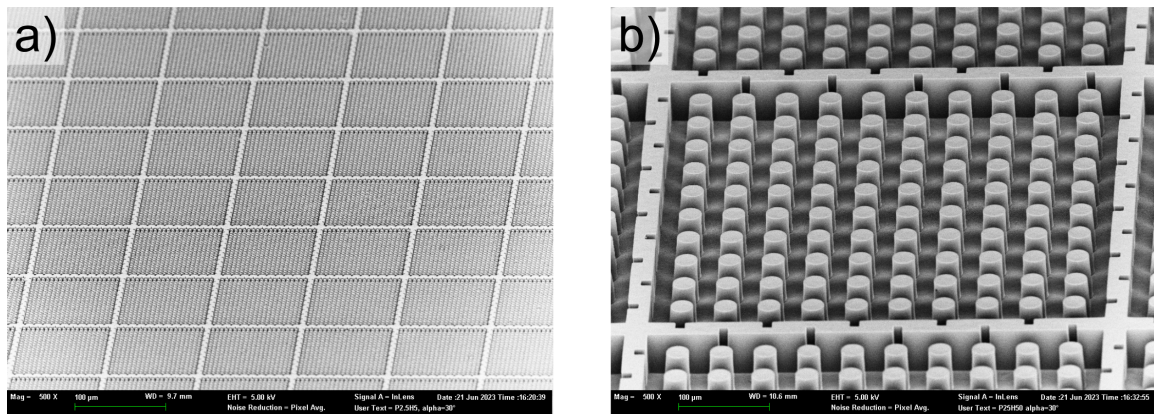 a)
b)
Mag = 500 X 100 µm WD = 9.7 mm EHT = 5.00 kV Signal A = InLens Date :21 Jun 2023 Time :16:20:39
Noise Reduction = Pixel Avg. User Text = P2.5H5, alpha=30°
Mag = 500 X 100 µm WD = 10.6 mm EHT = 5.00 kV Signal A = InLens Date :21 Jun 2023 Time :16:32:55
Noise Reduction = Pixel Avg. User Text = P25H50 alpha=30°